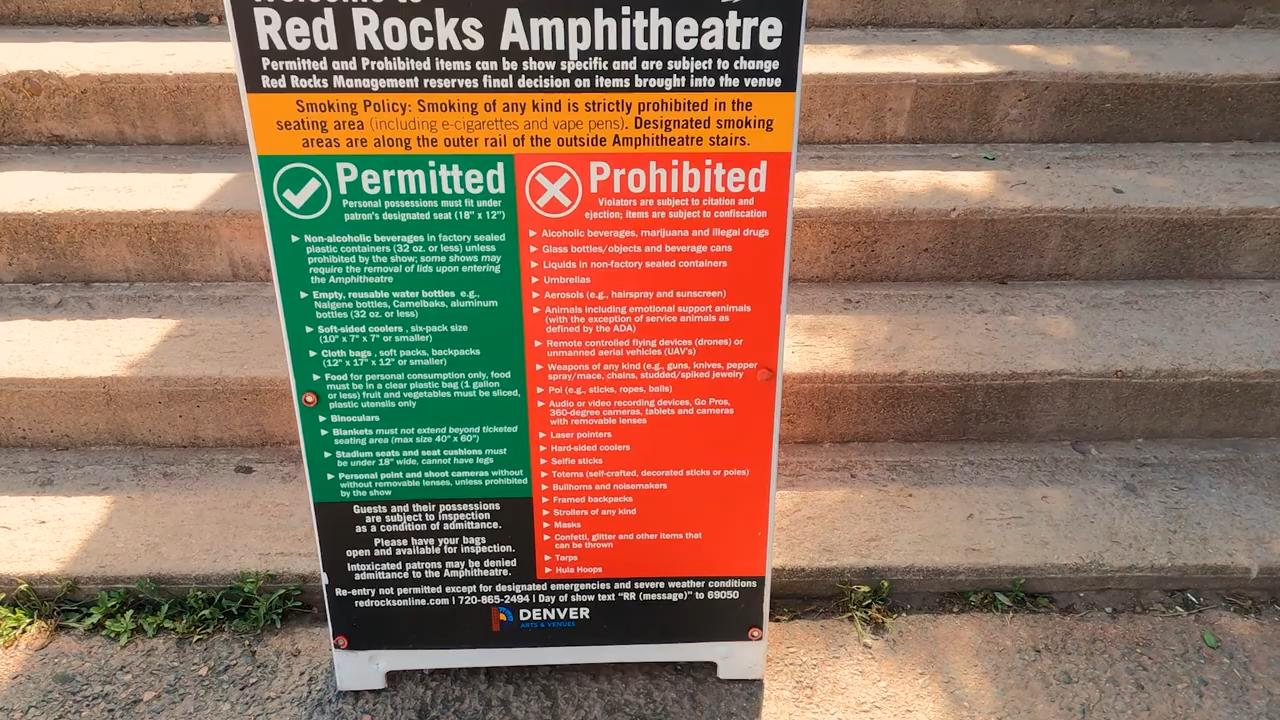 Welcome to
Red Rocks Amphitheatre
Permitted and Prohibited items can be show specific and are subject to change
Red Rocks Management reserves final decision on items brought into the venue
Smoking Policy: Smoking of any kind is strictly prohibited in the
seating area (including e-cigarettes and vape pens). Designated smoking
areas are along the outer rail of the outside Amphitheatre stairs.
Permitted
Personal possessions must fit under
patron's designated seat (18" x 12")
► Non-alcoholic beverages in factory sealed
plastic containers (32 oz. or less) unless
prohibited by the show; some shows may
require the removal of lids upon entering
the Amphitheatre
► Empty, reusable water bottles e.g.,
Nalgene bottles, Camelbaks, aluminum
bottles (32 oz. or less)
► Soft-sided coolers , six-pack size
(10" x 7" x 7" or smaller)
► Cloth bags , soft packs, backpacks
(12" x 17" x 12" or smaller)
► Food for personal consumption only, food
must be in a clear plastic bag (1 gallon
or less) fruit and vegetables must be sliced,
plastic utensils only
► Binoculars
► Blankets must not extend beyond ticketed
seating area (max size 40" x 60")
► Stadium seats and seat cushions must
be under 18" wide, cannot have legs
► Personal point and shoot cameras without
without removable lenses, unless prohibited
by the show
Guests and their possessions
are subject to inspection
as a condition of admittance.
Please have your bags
open and available for inspection.
Intoxicated patrons may be denied
admittance to the Amphitheatre.
Prohibited
Violators are subject to citation and
ejection; items are subject to confiscation
► Alcoholic beverages, marijuana and illegal drugs
► Glass bottles/objects and beverage cans
► Liquids in non-factory sealed containers
► Umbrellas
► Aerosols (e.g., hairspray and sunscreen)
► Animals including emotional support animals
(with the exception of service animals as
defined by the ADA)
► Remote controlled flying devices (drones) or
unmanned aerial vehicles (UAV's)
► Weapons of any kind (e.g., guns, knives, pepper
spray/mace, chains, studded/spiked jewelry
► Poi (e.g., sticks, ropes, balls)
► Audio or video recording devices, Go Pros,
360-degree cameras, tablets and cameras
with removable lenses
► Laser pointers
► Hard-sided coolers
► Selfie sticks
► Totems (self-crafted, decorated sticks or poles)
► Bullhorns and noisemakers
► Framed backpacks
► Strollers of any kind
► Masks
► Confetti, glitter and other items that
can be thrown
► Tarps
► Hula Hoops
Re-entry not permitted except for designated emergencies and severe weather conditions
redrocksonline.com | 720-865-2494 | Day of show text "RR (message)" to 69050
DENVER
ARTS & VENUES